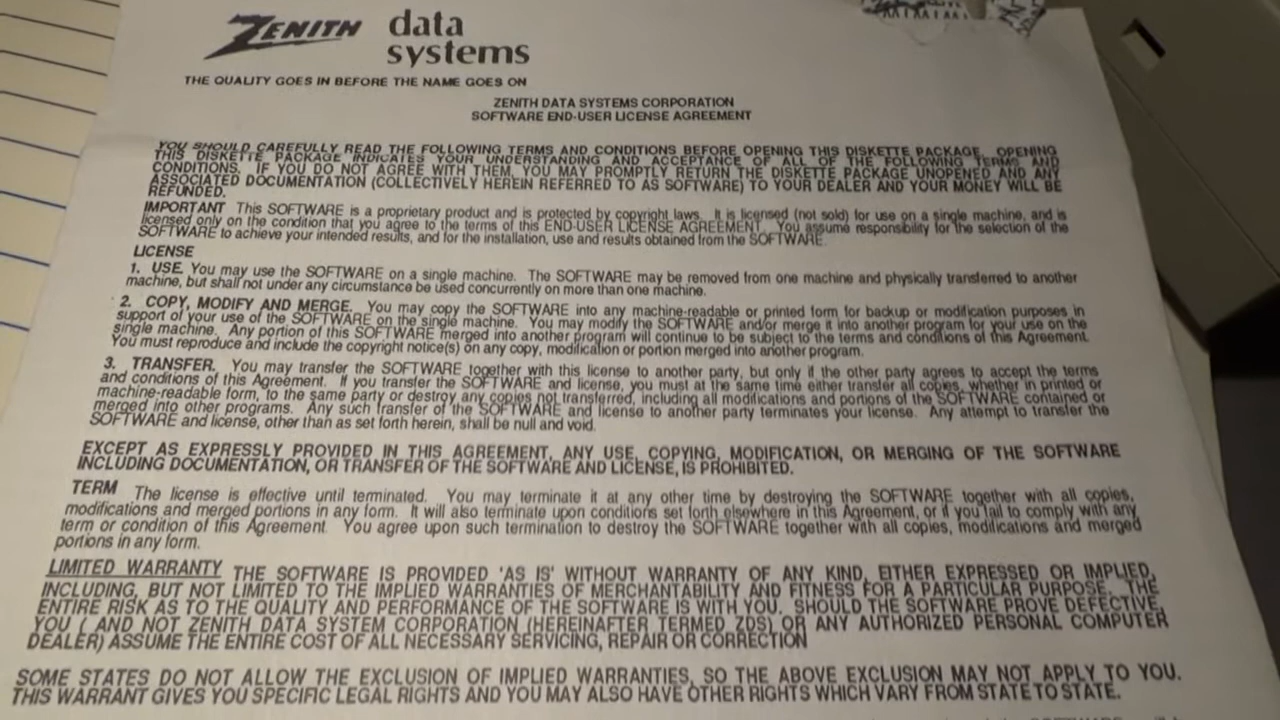 ZENITH data systems
THE QUALITY GOES IN BEFORE THE NAME GOES ON
ZENITH DATA SYSTEMS CORPORATION
SOFTWARE END-USER LICENSE AGREEMENT
YOU SHOULD CAREFULLY READ THE FOLLOWING TERMS AND CONDITIONS BEFORE OPENING THIS DISKETTE PACKAGE. OPENING
THIS DISKETTE PACKAGE INDICATES YOUR UNDERSTANDING AND ACCEPTANCE OF ALL OF THE FOLLOWING TERMS AND
CONDITIONS. IF YOU DO NOT AGREE WITH THEM, YOU MAY PROMPTLY RETURN THE DISKETTE PACKAGE UNOPENED AND ANY
ASSOCIATED DOCUMENTATION (COLLECTIVELY HEREIN REFERRED TO AS SOFTWARE) TO YOUR DEALER AND YOUR MONEY WILL BE
REFUNDED.
IMPORTANT This SOFTWARE is a proprietary product and is protected by copyright laws. It is licensed (not sold) for use on a single machine, and is
licensed only on the condition that you agree to the terms of this END-USER LICENSE AGREEMENT. You assume responsibility for the selection of the
SOFTWARE to achieve your intended results, and for the installation, use and results obtained from the SOFTWARE.
LICENSE
1. USE. You may use the SOFTWARE on a single machine. The SOFTWARE may be removed from one machine and physically transferred to another
machine, but shall not under any circumstance be used concurrently on more than one machine.
2. COPY, MODIFY AND MERGE. You may copy the SOFTWARE into any machine-readable or printed form for backup or modification purposes in
support of your use of the SOFTWARE on the single machine. You may modify the SOFTWARE and/or merge it into another program for your use on the
single machine. Any portion of this SOFTWARE merged into another program will continue to be subject to the terms and conditions of this Agreement.
You must reproduce and include the copyright notice(s) on any copy, modification or portion merged into another program.
3. TRANSFER. You may transfer the SOFTWARE together with this license to another party, but only if the other party agrees to accept the terms
and conditions of this Agreement. If you transfer the SOFTWARE and license, you must at the same time either transfer all copies, whether in printed or
machine-readable form, to the same party or destroy any copies not transferred, including all modifications and portions of the SOFTWARE contained or
merged into other programs. Any such transfer of the SOFTWARE and license to another party terminates your license. Any attempt to transfer the
SOFTWARE and license, other than as set forth herein, shall be null and void.
EXCEPT AS EXPRESSLY PROVIDED IN THIS AGREEMENT, ANY USE, COPYING, MODIFICATION, OR MERGING OF THE SOFTWARE
INCLUDING DOCUMENTATION, OR TRANSFER OF THE SOFTWARE AND LICENSE, IS PROHIBITED.
TERM The license is effective until terminated. You may terminate it at any other time by destroying the SOFTWARE together with all copies,
modifications and merged portions in any form. It will also terminate upon conditions set forth elsewhere in this Agreement, or if you fail to comply with any
term or condition of this Agreement. You agree upon such termination to destroy the SOFTWARE together with all copies, modifications and merged
portions in any form.
LIMITED WARRANTY THE SOFTWARE IS PROVIDED 'AS IS' WITHOUT WARRANTY OF ANY KIND, EITHER EXPRESSED OR IMPLIED,
INCLUDING, BUT NOT LIMITED TO THE IMPLIED WARRANTIES OF MERCHANTABILITY AND FITNESS FOR A PARTICULAR PURPOSE. THE
ENTIRE RISK AS TO THE QUALITY AND PERFORMANCE OF THE SOFTWARE IS WITH YOU. SHOULD THE SOFTWARE PROVE DEFECTIVE,
YOU ( AND NOT ZENITH DATA SYSTEM CORPORATION (HEREINAFTER TERMED ZDS) OR ANY AUTHORIZED PERSONAL COMPUTER
DEALER) ASSUME THE ENTIRE COST OF ALL NECESSARY SERVICING, REPAIR OR CORRECTION
SOME STATES DO NOT ALLOW THE EXCLUSION OF IMPLIED WARRANTIES, SO THE ABOVE EXCLUSION MAY NOT APPLY TO YOU.
THIS WARRANT GIVES YOU SPECIFIC LEGAL RIGHTS AND YOU MAY ALSO HAVE OTHER RIGHTS WHICH VARY FROM STATE TO STATE.